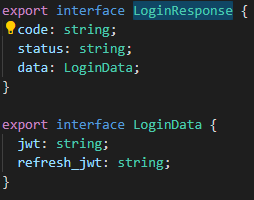 export interface LoginResponse {
  code: string;
  status: string;
  data: LoginData;
}

export interface LoginData {
  jwt: string;
  refresh_jwt: string;
}